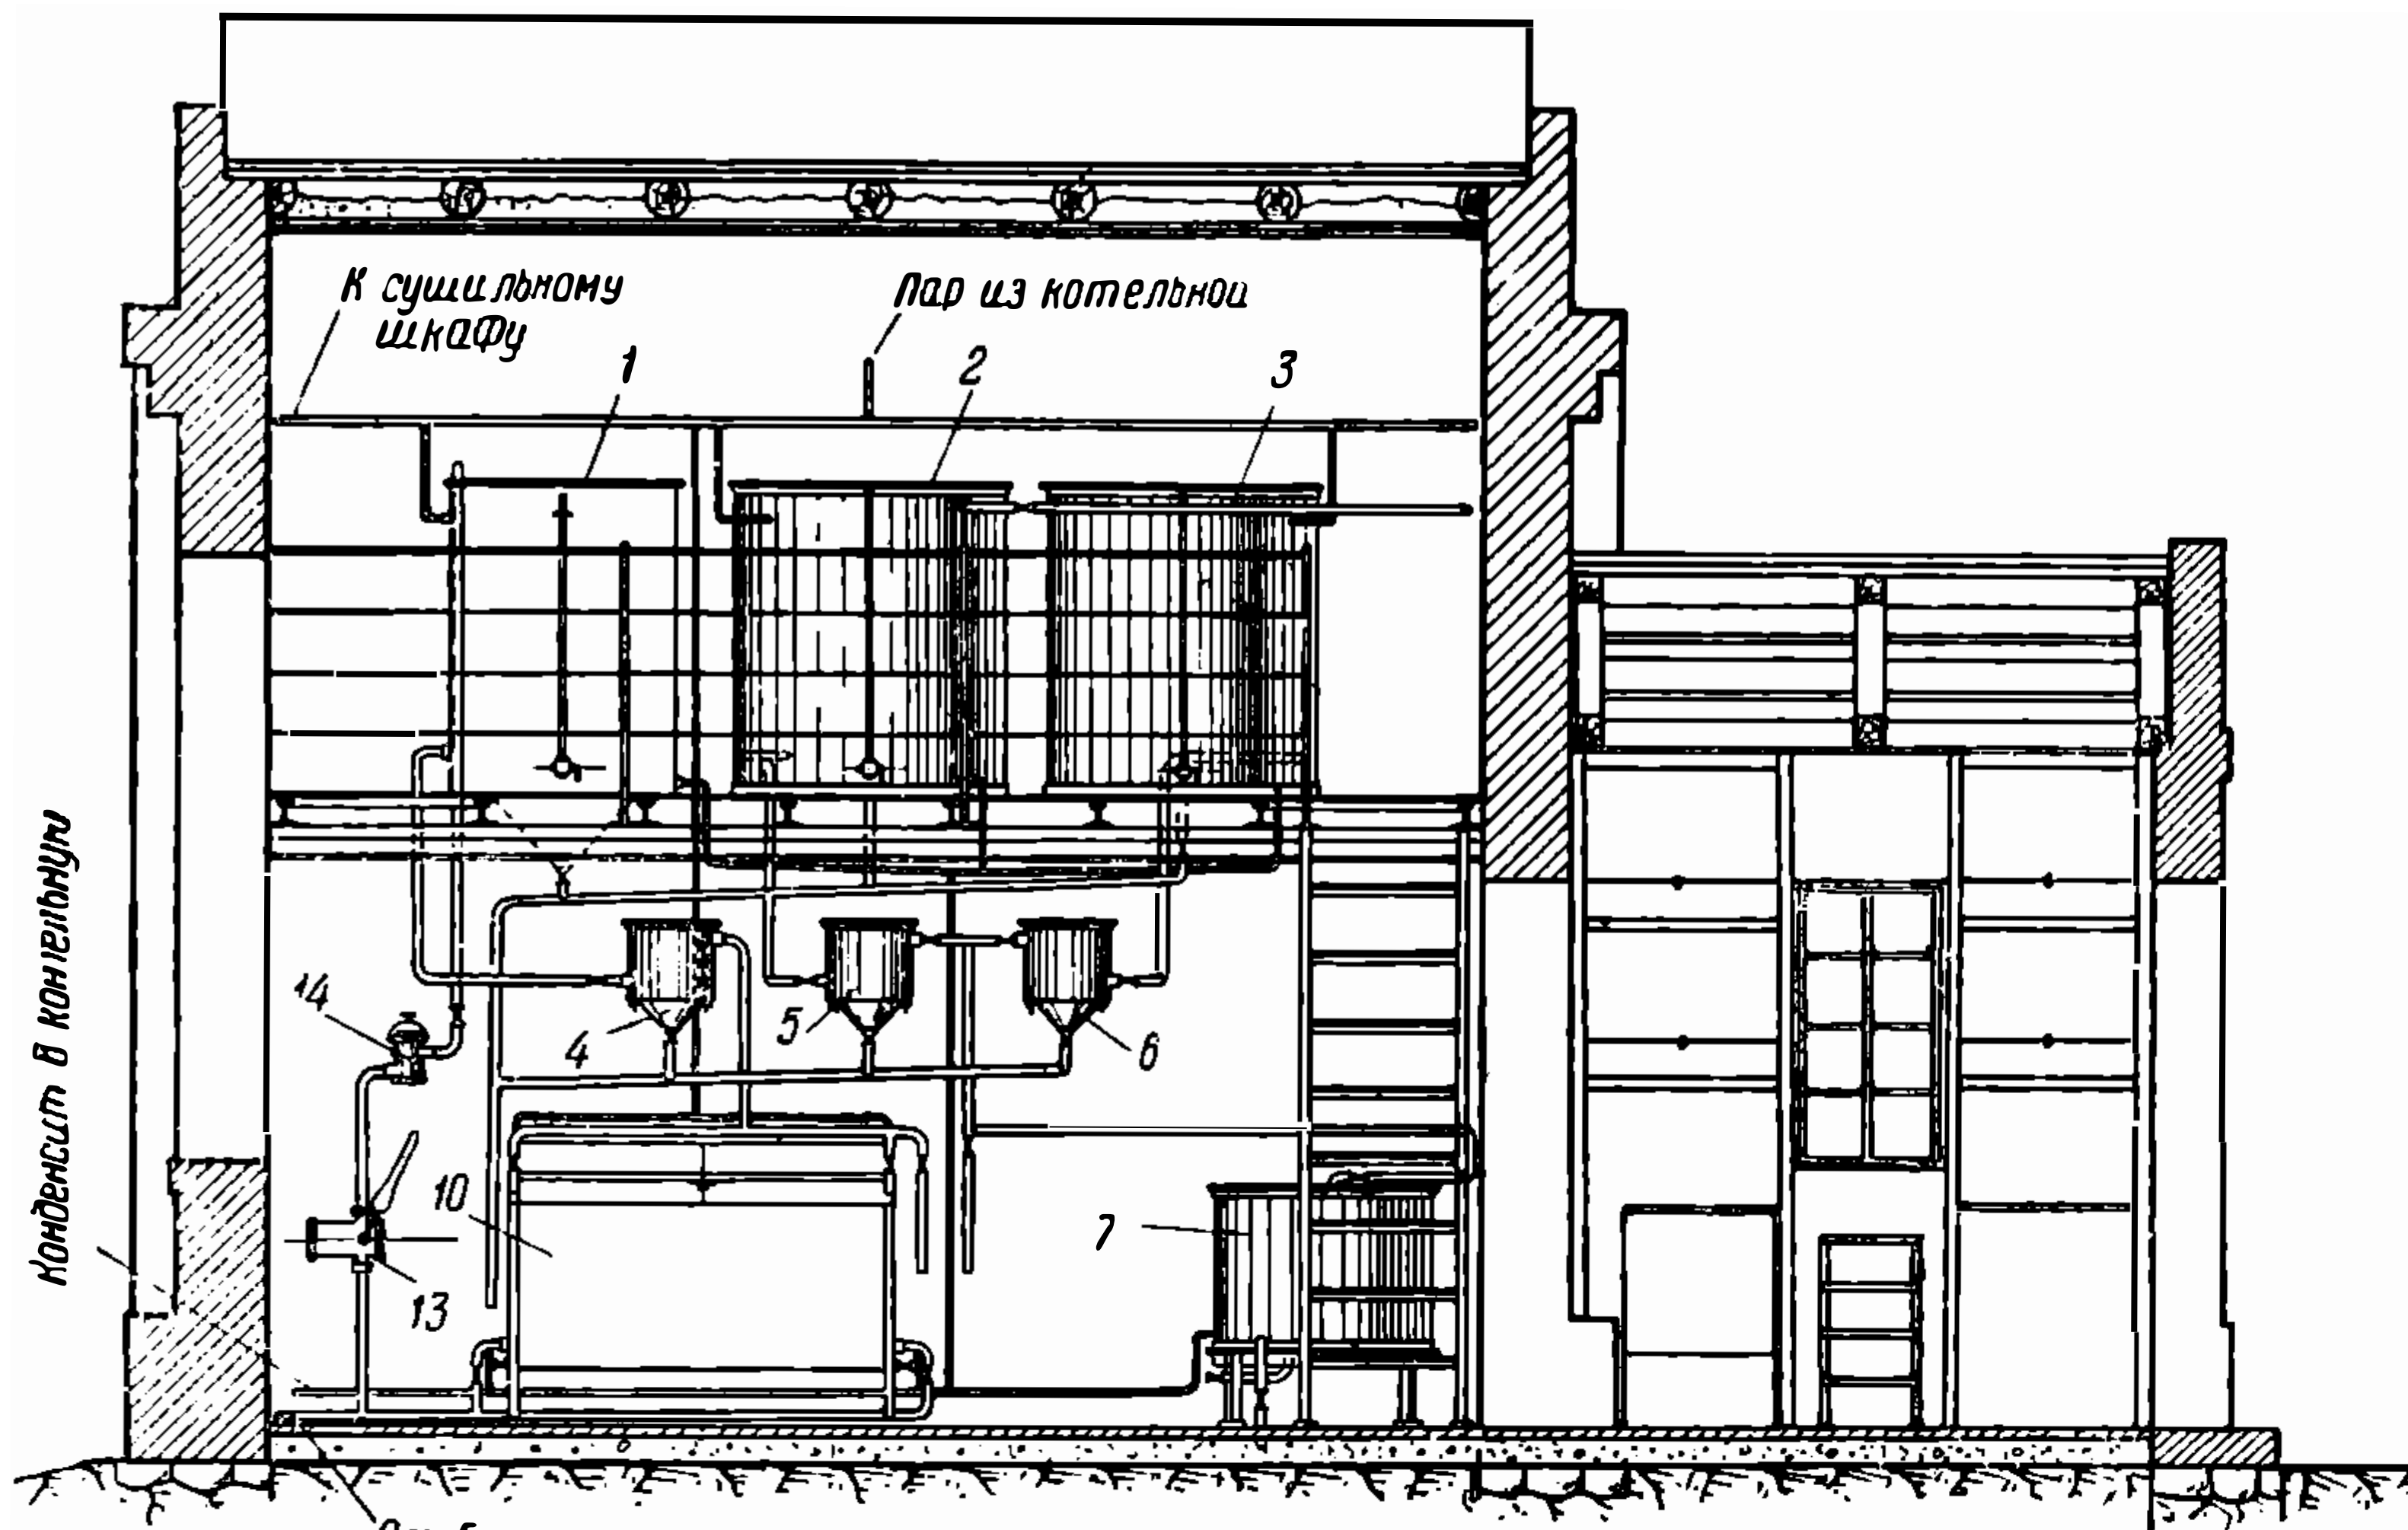 К сушильному
шкафу
Пар из котельной
1
2
3
Конденсат в котельную
14
4
5
6
10
7
13